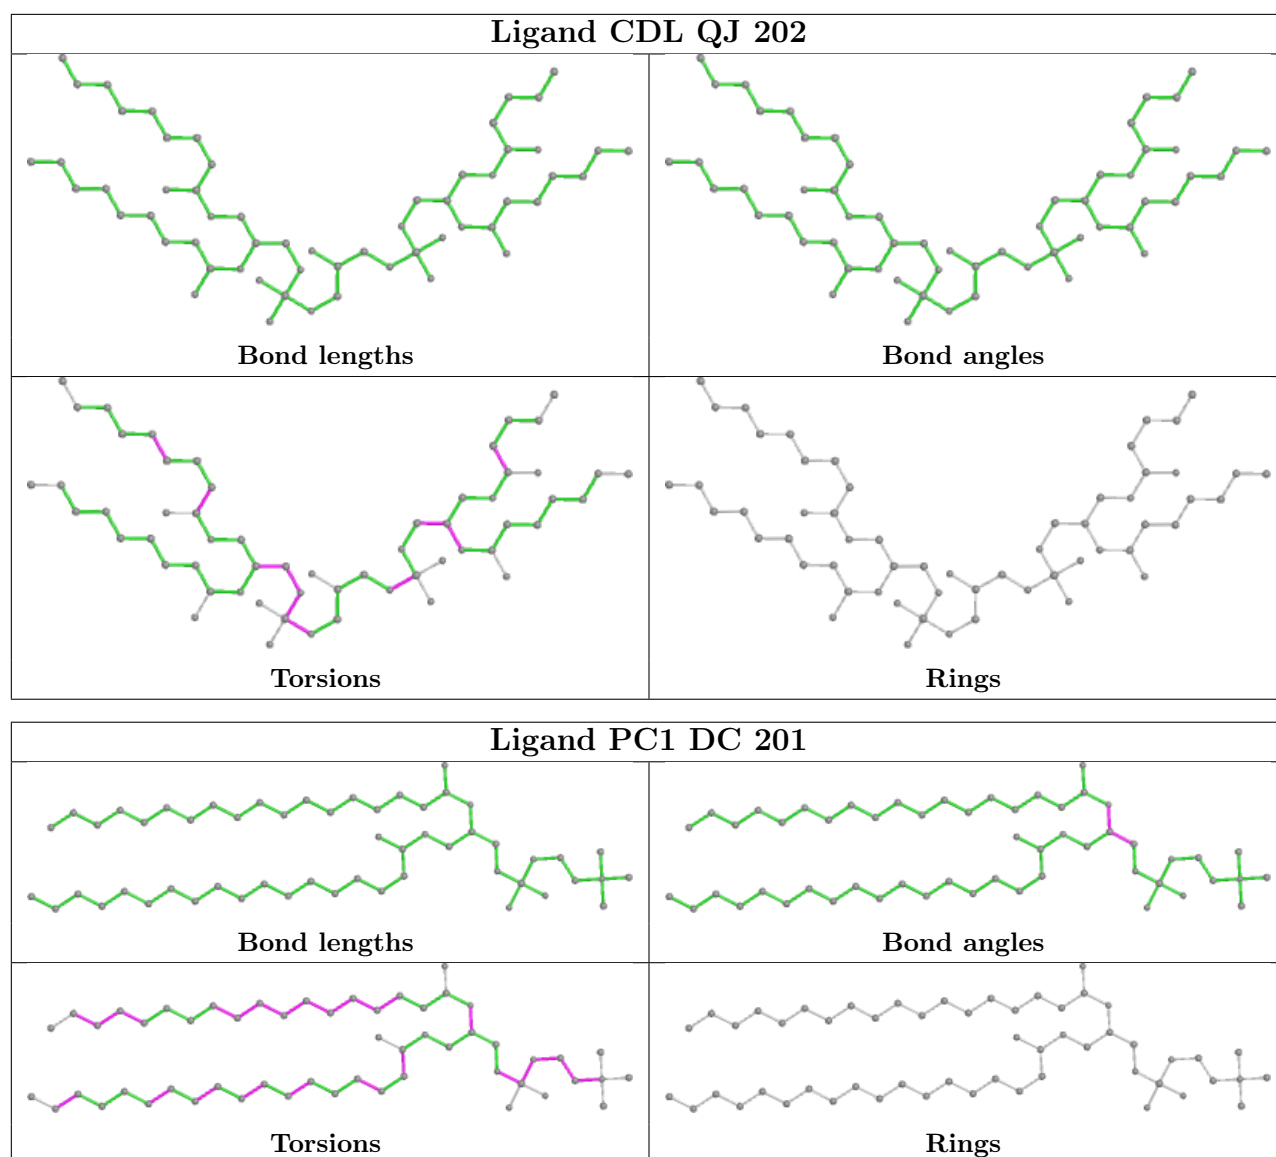 Ligand CDL QJ 202
Bond lengths
Bond angles
Torsions
Rings
Ligand PC1 DC 201
Bond lengths
Bond angles
Torsions
Rings